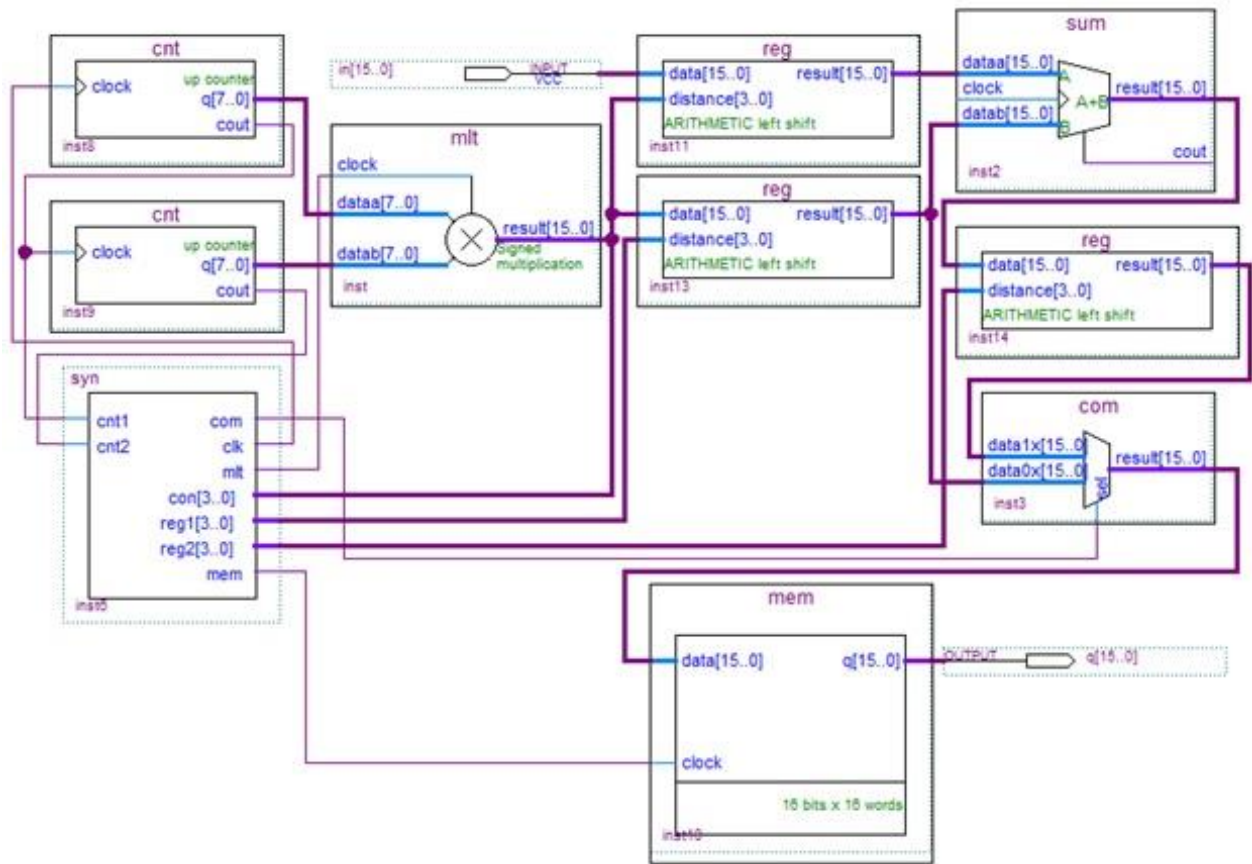 cnt
up counter
clock
q[7..0]
cout
inst8
cnt
up counter
clock
q[7..0]
cout
inst9
syn
cnt1
cnt2
com
clk
mlt
con[3..0]
reg1[3..0]
reg2[3..0]
mem
inst5
in[15..0]
INPUT
VCC
mlt
clock
dataa[7..0]
datab[7..0]
result[15..0]
Signed
multiplication
inst
reg
data[15..0] result[15..0]
distance[3..0]
ARITHMETIC left shift
inst11
reg
data[15..0] result[15..0]
distance[3..0]
ARITHMETIC left shift
inst13
sum
dataa[15..0]
A
clock
result[15..0]
A+B
datab[15..0]
B
cout
inst2
reg
data[15..0] result[15..0]
distance[3..0]
ARITHMETIC left shift
inst14
com
data1x[15..0]
result[15..0]
data0x[15..0]
sel
inst3
mem
data[15..0] q[15..0]
clock
16 bits x 16 words
inst10
OUTPUT
q[15..0]